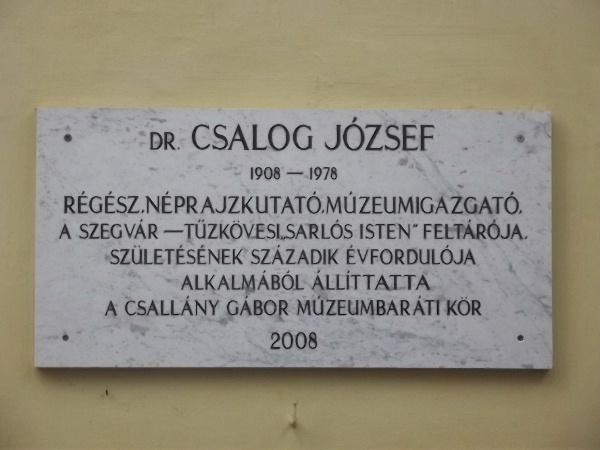 DR. CSALOG JÓZSEF
1908 — 1978
RÉGÉSZ, NÉPRAJZKUTATÓ, MÚZEUMIGAZGATÓ,
A SZEGVÁR — TŰZKÖVESI „SARLÓS ISTEN” FELTÁRÓJA.
SZÜLETÉSÉNEK SZÁZADIK ÉVFORDULÓJA
ALKALMÁBÓL ÁLLÍTTATTA
A CSALLÁNY GÁBOR MÚZEUMBARÁTI KÖR
2008